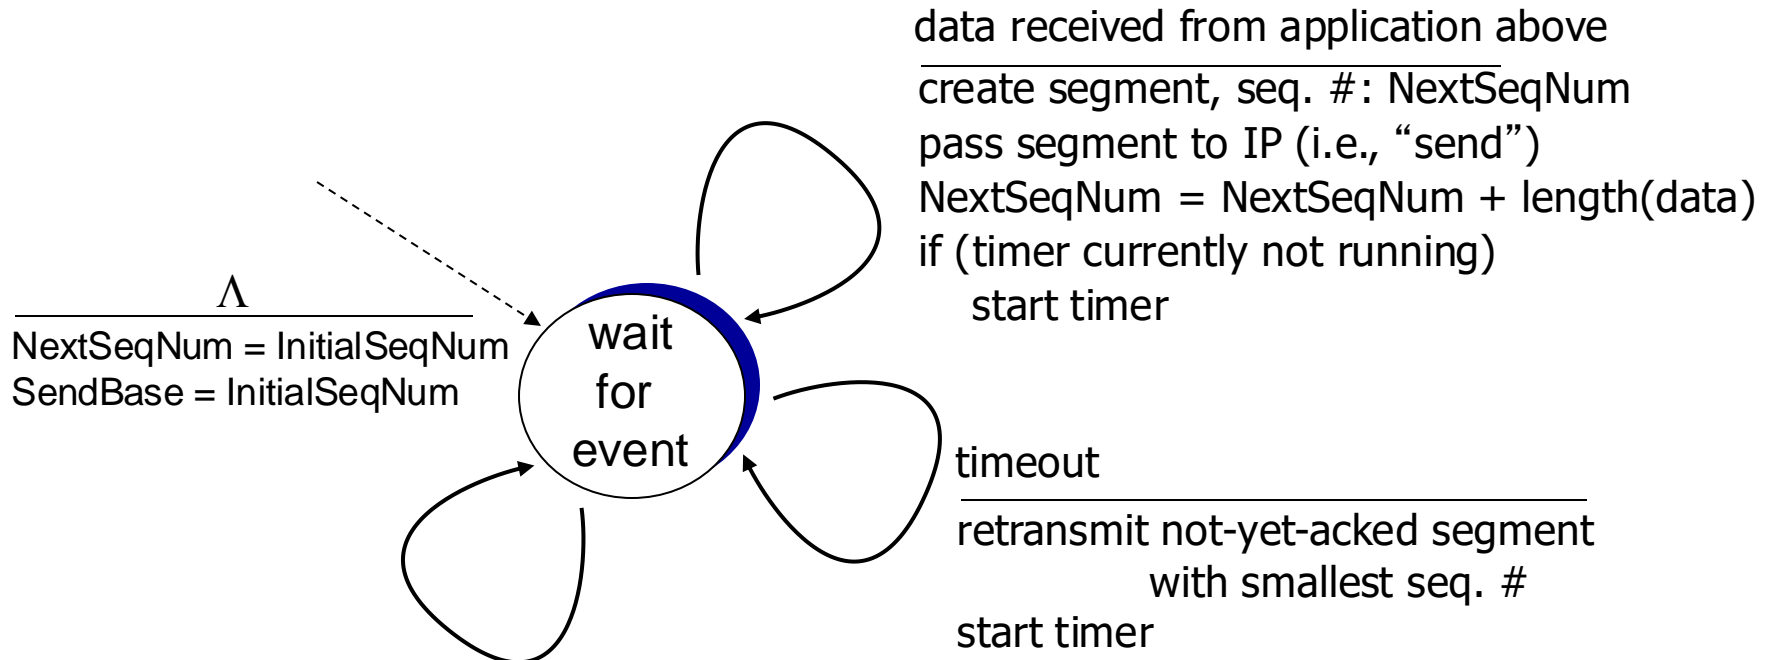 data received from application above
create segment, seq. #: NextSeqNum
pass segment to IP (i.e., “send”)
NextSeqNum = NextSeqNum + length(data)
if (timer currently not running)
start timer
Λ
NextSeqNum = InitialSeqNum
SendBase = InitialSeqNum
wait
for
event
timeout
retransmit not-yet-acked segment
with smallest seq. #
start timer